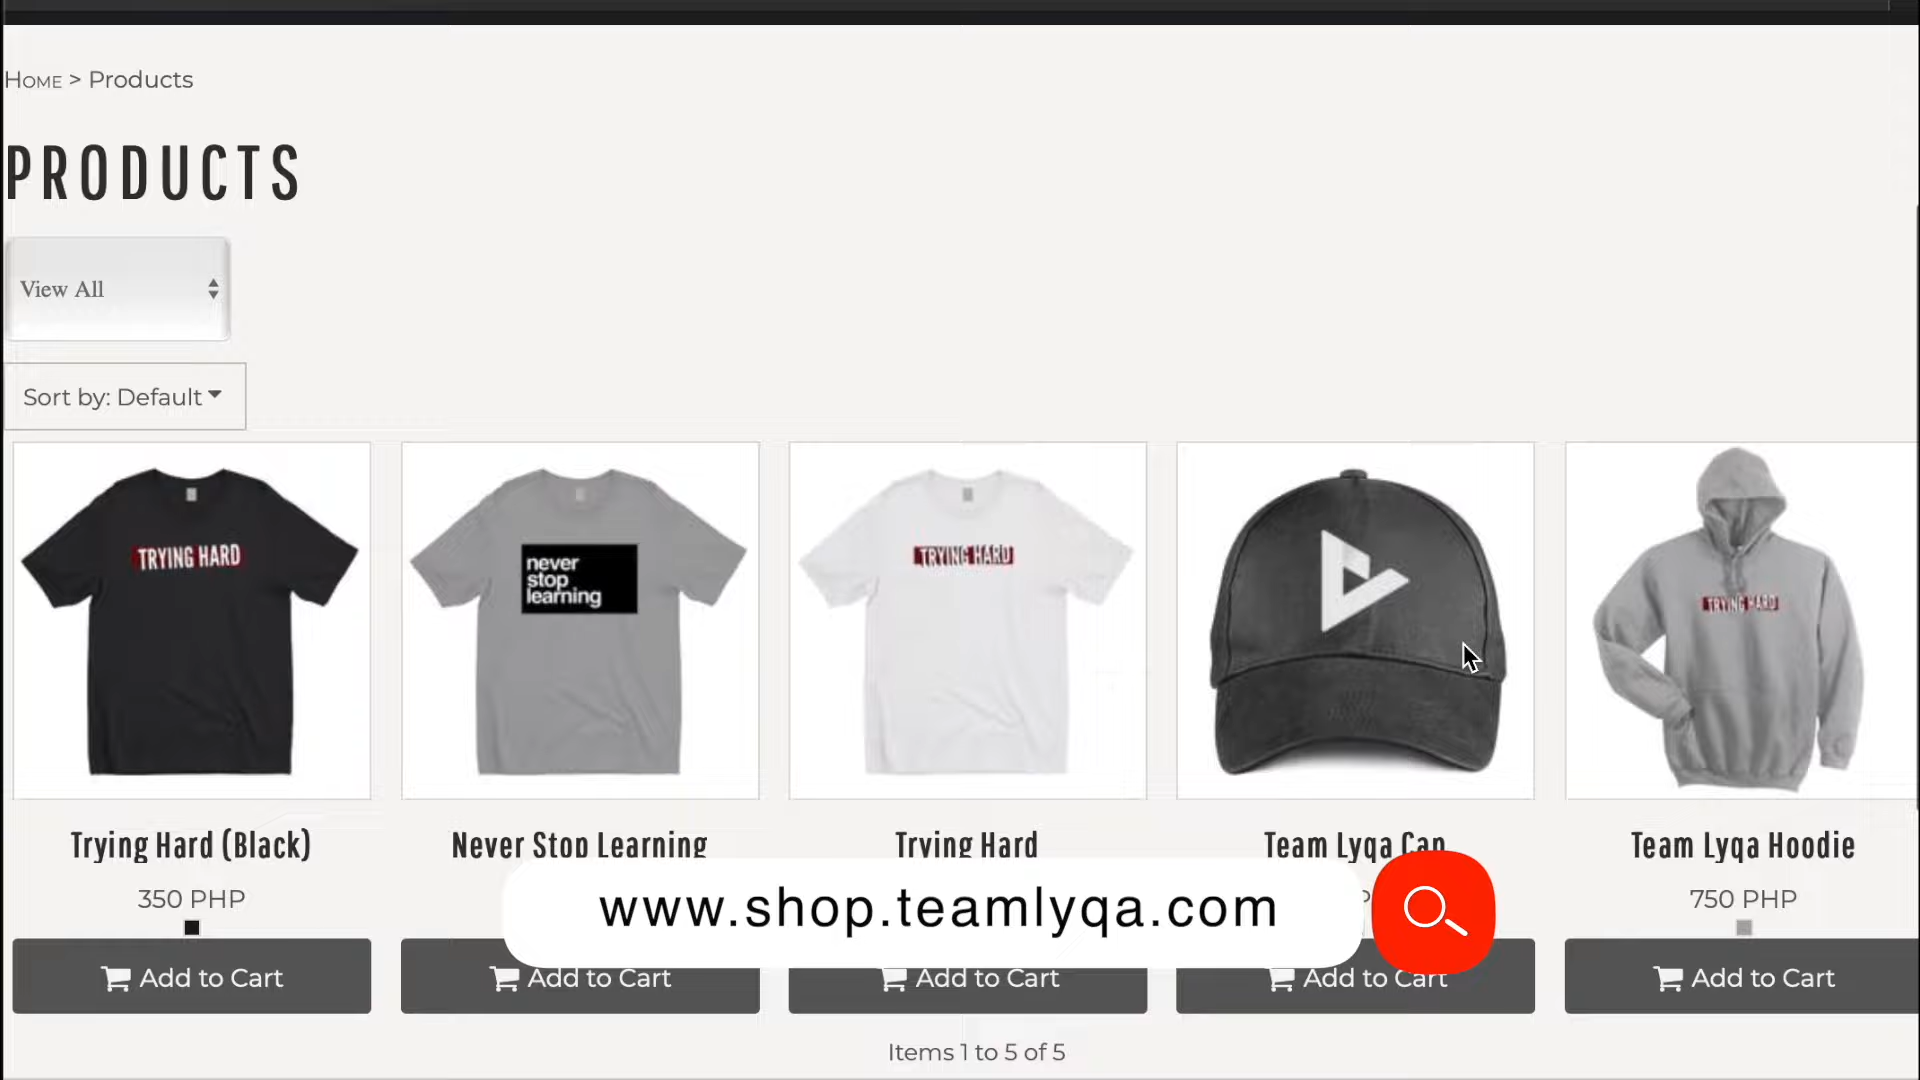 HOME > Products
PRODUCTS
View All
Sort by: Default
TRYING HARD
never
stop
learning
TRYING HARD
TRYING HARD
Trying Hard (Black)
Never Stop Learning
Trying Hard
Team Lyqa Cap
Team Lyqa Hoodie
350 PHP
750 PHP
www.shop.teamlyqa.com
Add to Cart
Add to Cart
Add to Cart
Add to Cart
Add to Cart
Items 1 to 5 of 5